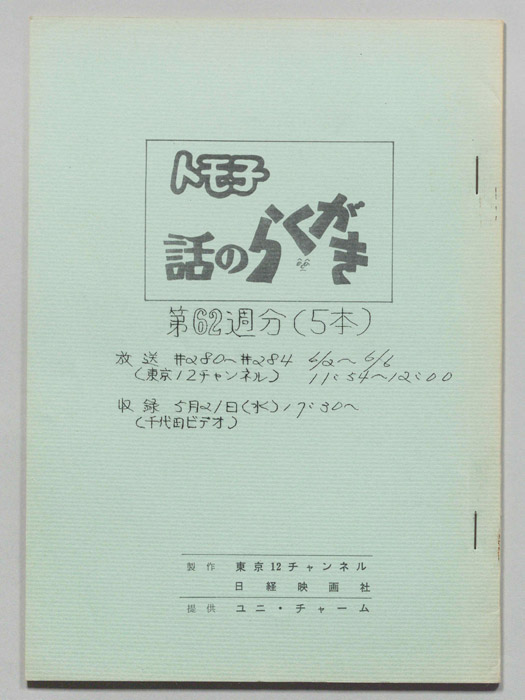 トモ子
話のらくがき
第62週分(5本)
放送 #280〜#284 6/2〜6/6
(東京12チャンネル) 11:54〜12:00
収録 5月21日(水)17:30〜
(千代田ビデオ)
製作 東京12チャンネル
日経映画社
提供 ユニ・チャーム